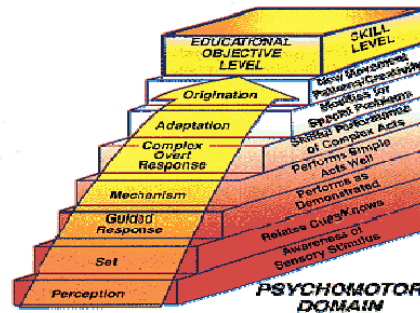 EDUCATIONAL
OBJECTIVE
LEVEL
SKILL
LEVEL
Origination
New Movement
Patterns/Creativity
Adaptation
Modifies for
Special Problems
Complex
Overt
Response
Skillful Performance
of Complex Acts
Mechanism
Performs Simple
Acts Well
Guided
Response
Performs as
Demonstrated
Set
Relates Cues/Knows
Perception
Awareness of
Sensory Stimulus
PSYCHOMOTOR
DOMAIN